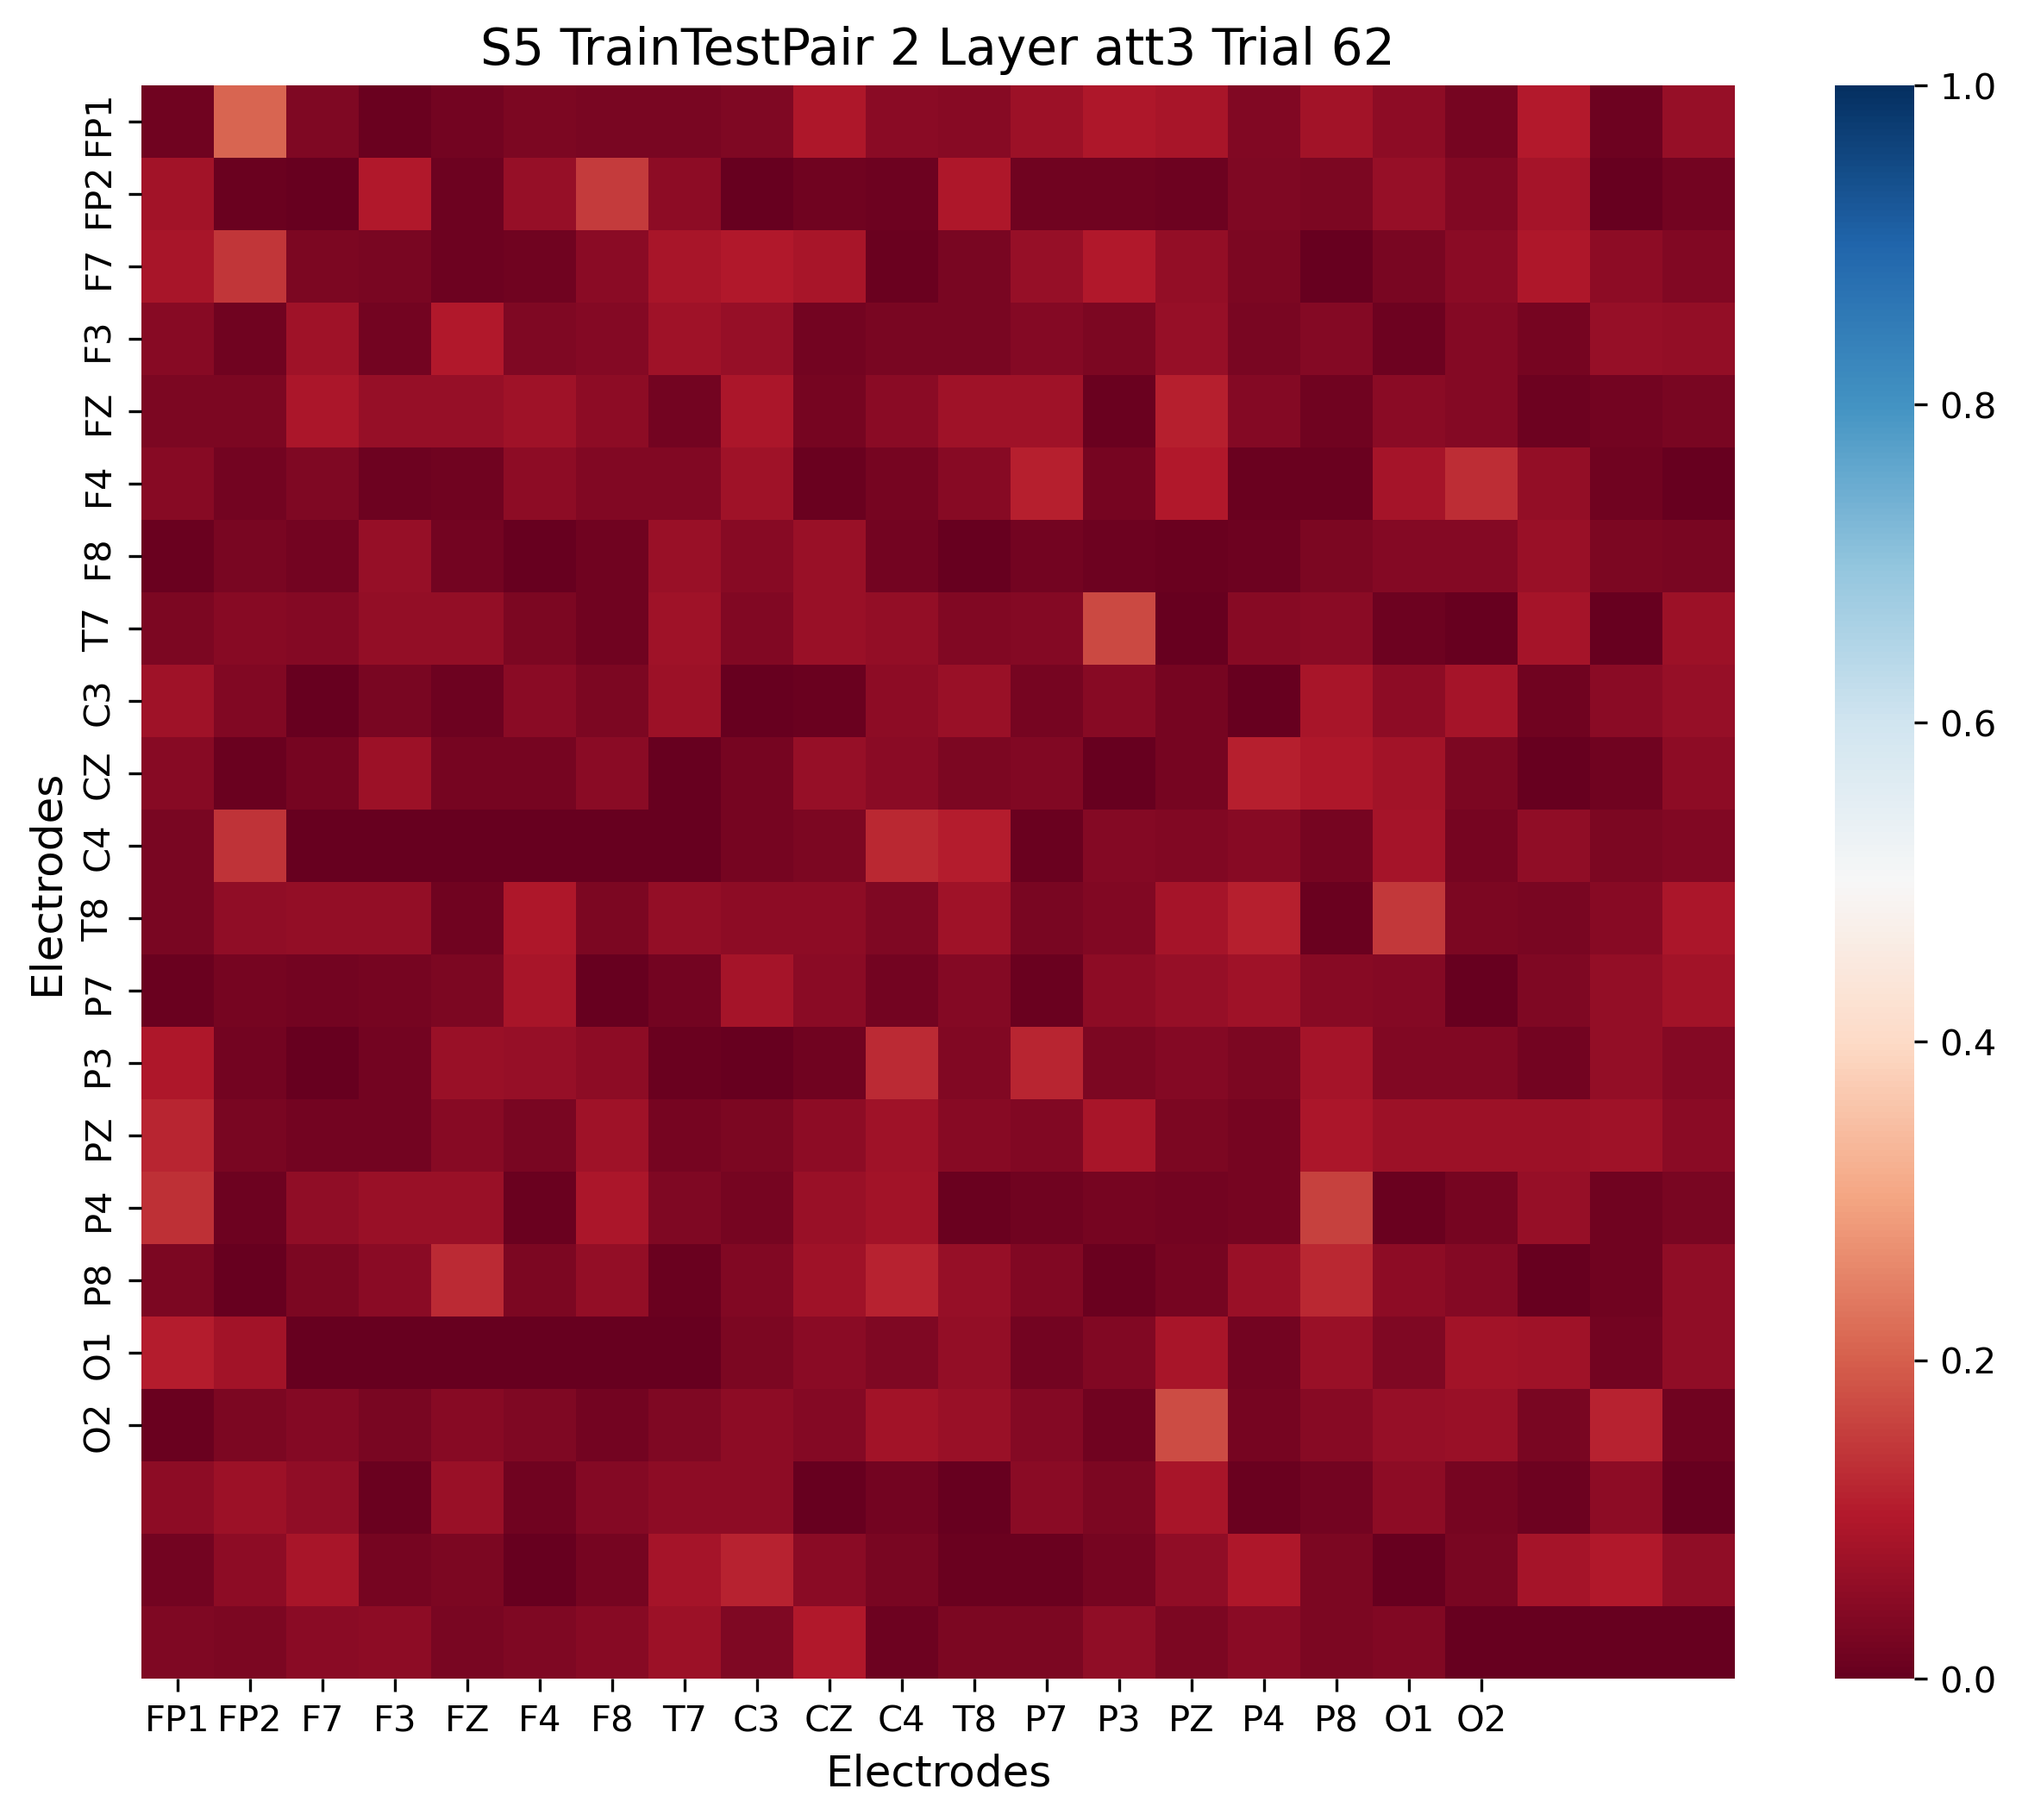 S5 TrainTestPair 2 Layer att3 Trial 62
Electrodes
FP1
FP2
F7
F3
FZ
F4
F8
T7
C3
CZ
C4
T8
P7
P3
PZ
P4
P8
O1
O2
FP1 FP2 F7 F3 FZ F4 F8 T7 C3 CZ C4 T8 P7 P3 PZ P4 P8 O1 O2
Electrodes
1.0
0.8
0.6
0.4
0.2
0.0